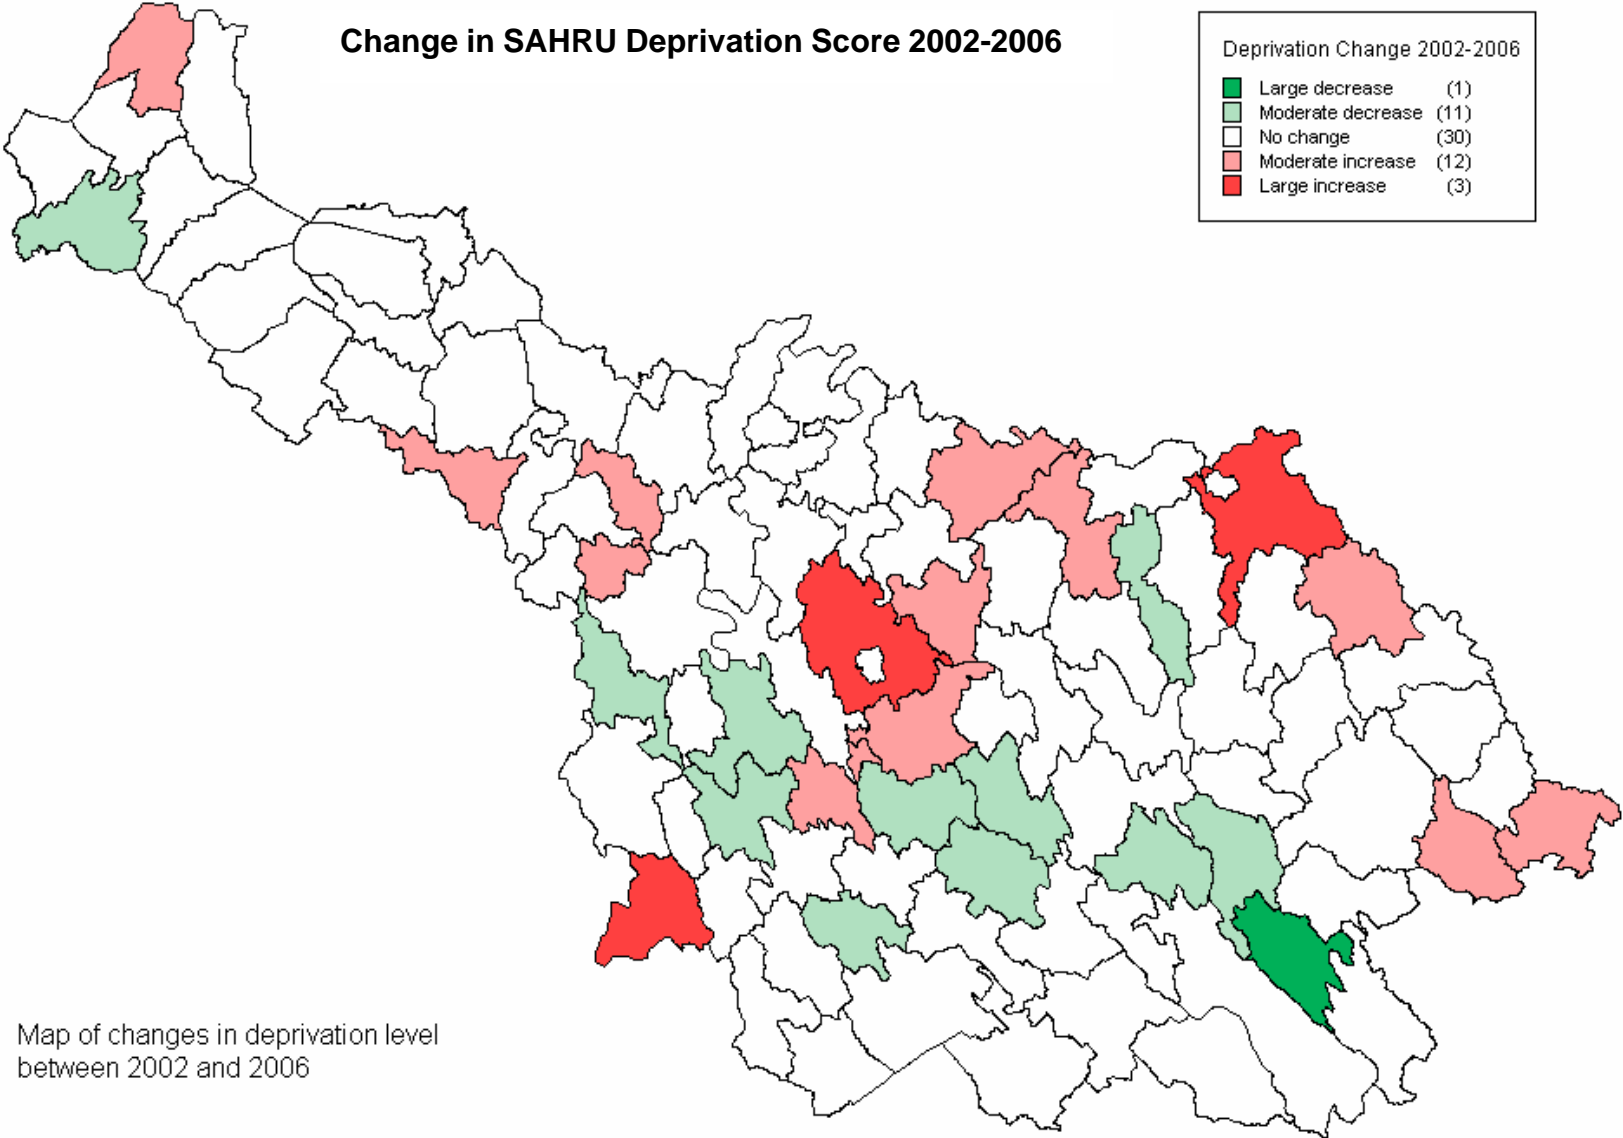 Change in SAHRU Deprivation Score 2002-2006
Deprivation Change 2002-2006
Large decrease (1)
Moderate decrease (11)
No change (30)
Moderate increase (12)
Large increase (3)
Map of changes in deprivation level
between 2002 and 2006